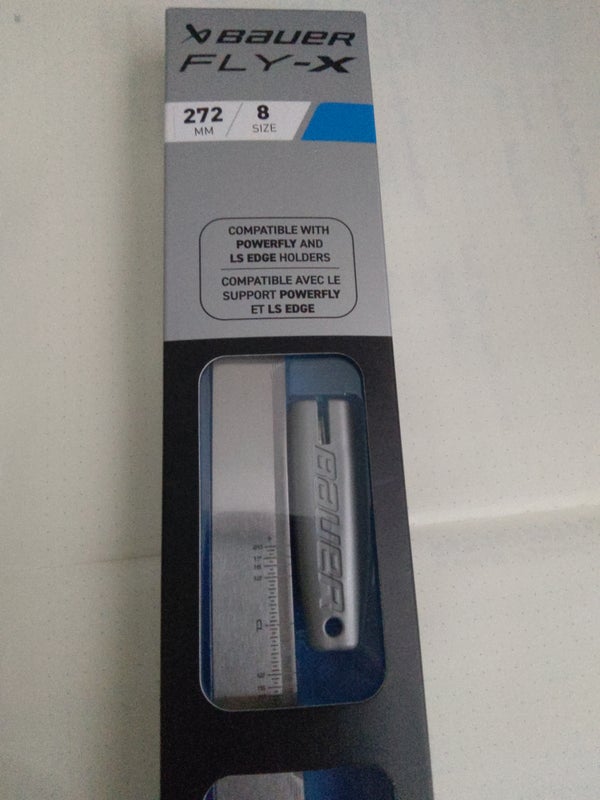 BAUER
FLY-X
272 / 8
MM SIZE
COMPATIBLE WITH
POWERFLY AND
LS EDGE HOLDERS
COMPATIBLE AVEC LE
SUPPORT POWERFLY
ET LS EDGE
BAUER